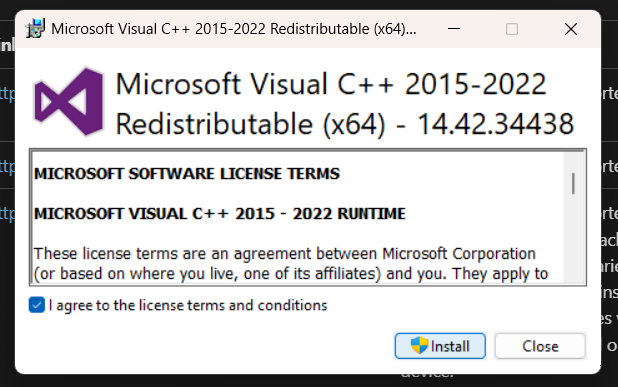 Microsoft Visual C++ 2015-2022 Redistributable (x64)...
Microsoft Visual C++ 2015-2022
Redistributable (x64) - 14.42.34438
MICROSOFT SOFTWARE LICENSE TERMS
MICROSOFT VISUAL C++ 2015 - 2022 RUNTIME
These license terms are an agreement between Microsoft Corporation
(or based on where you live, one of its affiliates) and you. They apply to
I agree to the license terms and conditions
Install
Close
device.